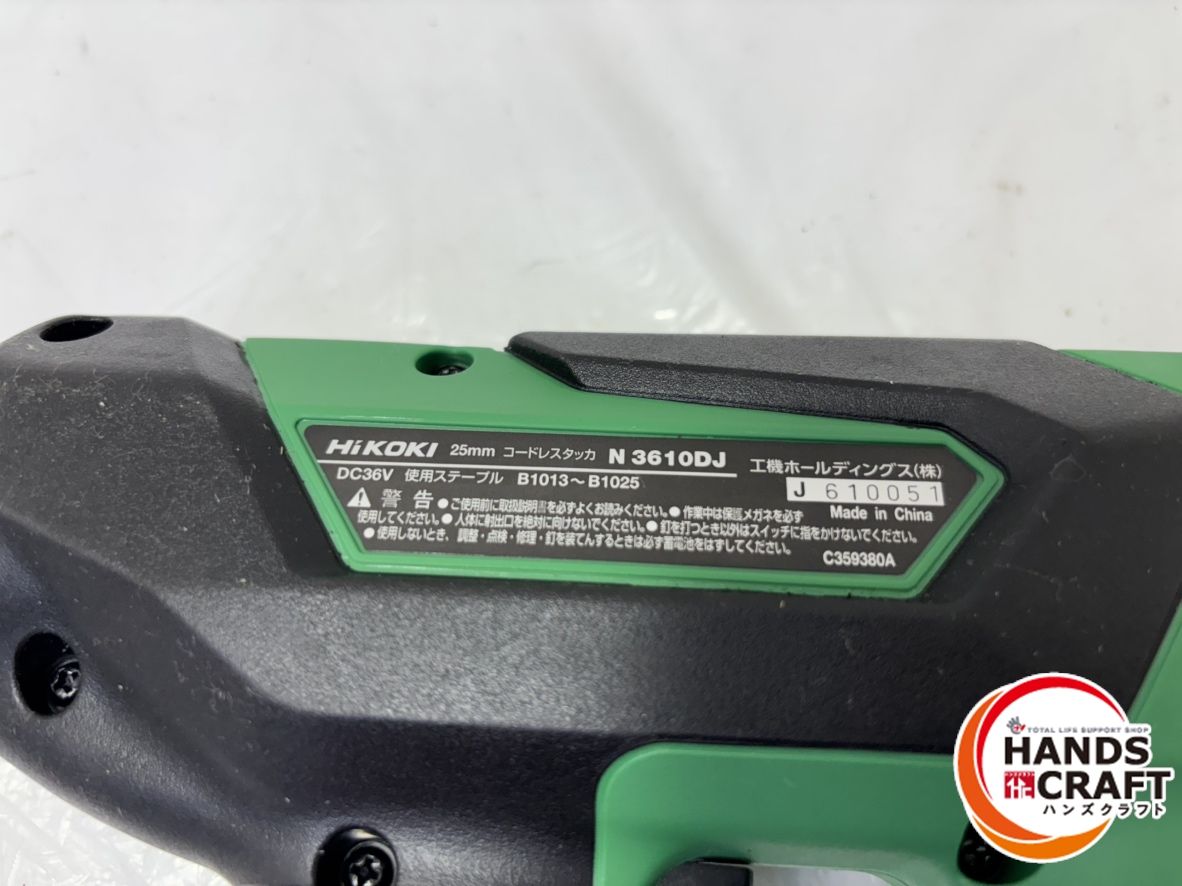 HiKOKI 25mm コードレスタッカ N 3610DJ 工機ホールディングス(株)
DC36V 使用ステープル B1013～B1025
J 610051
警告 ●ご使用前に取扱説明書を必ずよくお読みください。●作業中は保護メガネを必ず
Made in China
使用してください。●人体に射出口を絶対に向けないでください。●釘を打つとき以外はスイッチに指をかけないでください。
●使用しないとき、調整・点検・修理・釘を装てんするときは必ず蓄電池をはずしてください。
C359380A
TOTAL LIFE SUPPORT SHOP
HANDS
CRAFT
ハンズクラフト